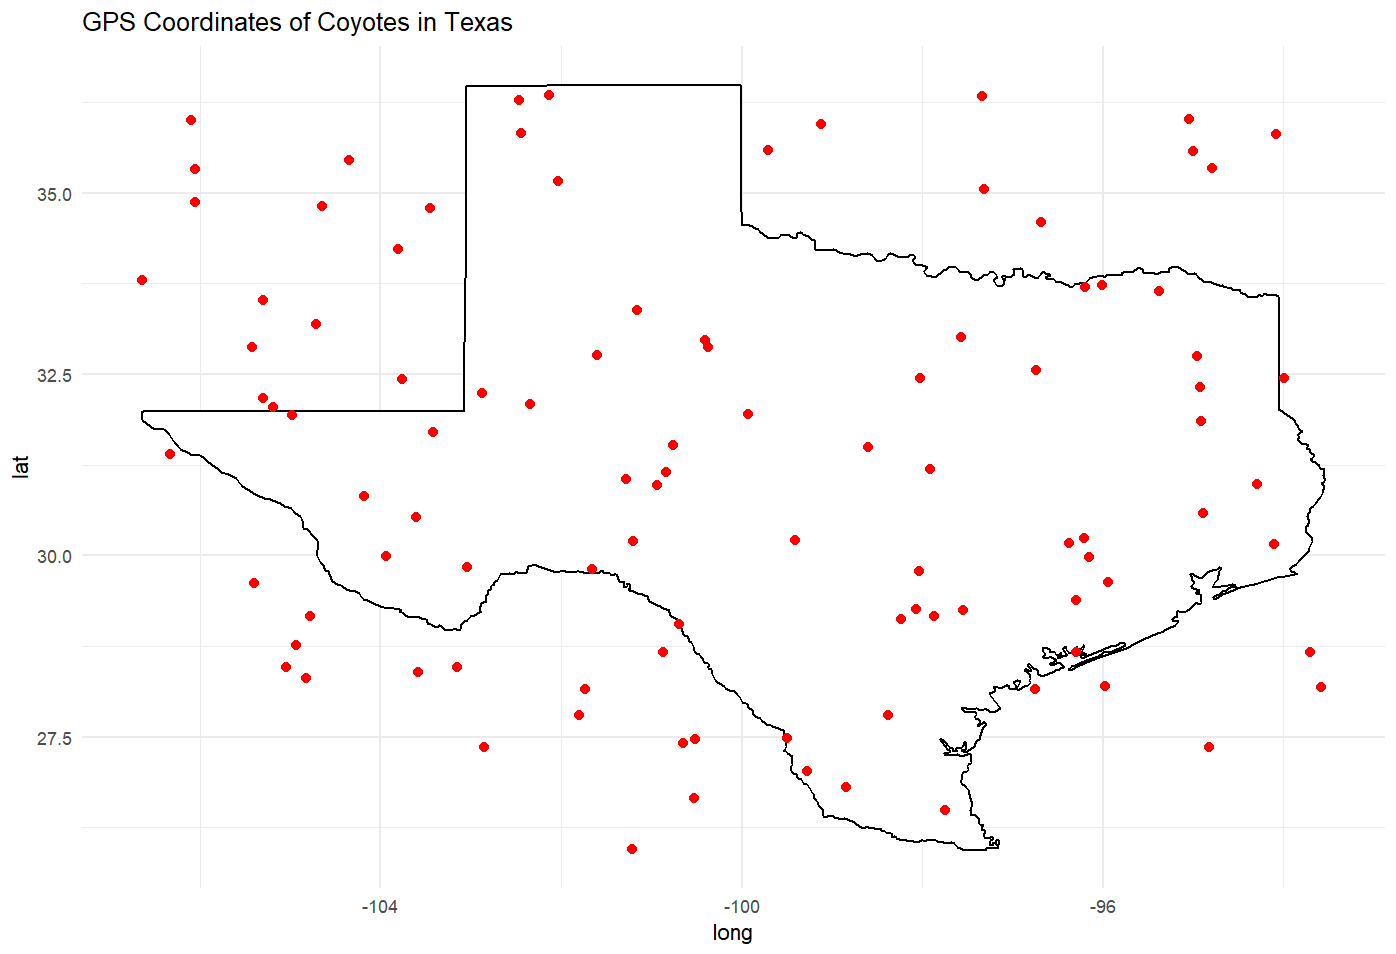 GPS Coordinates of Coyotes in Texas
35.0
32.5
30.0
27.5
lat
-104
-100
-96
long